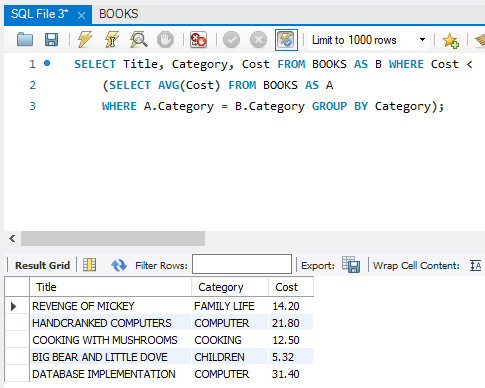 SQL File 3* × BOOKS
Limit to 1000 rows
1 SELECT Title, Category, Cost FROM BOOKS AS B WHERE Cost <
2 (SELECT AVG(Cost) FROM BOOKS AS A
3 WHERE A.Category = B.Category GROUP BY Category);
Result Grid Filter Rows: Export: Wrap Cell Content:
Title Category Cost
REVENGE OF MICKEY FAMILY LIFE 14.20
HANDCRANKED COMPUTERS COMPUTER 21.80
COOKING WITH MUSHROOMS COOKING 12.50
BIG BEAR AND LITTLE DOVE CHILDREN 5.32
DATABASE IMPLEMENTATION COMPUTER 31.40